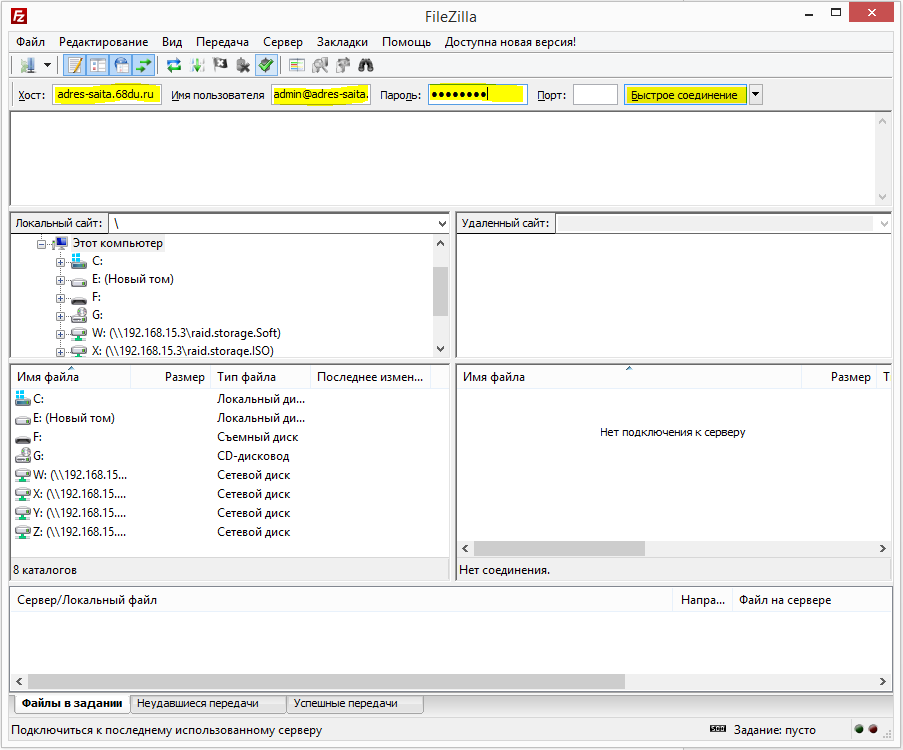 FileZilla
Файл Редактирование Вид Передача Сервер Закладки Помощь Доступна новая версия!
Хост: adres-saita.68du.ru Имя пользователя admin@adres-saita. Пароль: ●●●●●●●● Порт: Быстрое соединение
Локальный сайт: \
Удаленный сайт:
Этот компьютер
C:
E: (Новый том)
F:
G:
W: (\\192.168.15.3\raid.storage.Soft)
X: (\\192.168.15.3\raid.storage.ISO)
Имя файла Размер Тип файла Последнее измен...
C: Локальный ди...
E: (Новый том) Локальный ди...
F: Съемный диск
G: CD-дисковод
W: (\\192.168.15... Сетевой диск
X: (\\192.168.15.... Сетевой диск
Y: (\\192.168.15.... Сетевой диск
Z: (\\192.168.15.... Сетевой диск
8 каталогов
Имя файла Размер Т
Нет подключения к серверу
Нет соединения.
Сервер/Локальный файл Напра... Файл на сервере
Файлы в задании Неудавшиеся передачи Успешные передачи
Подключиться к последнему использованному серверу Задание: пусто